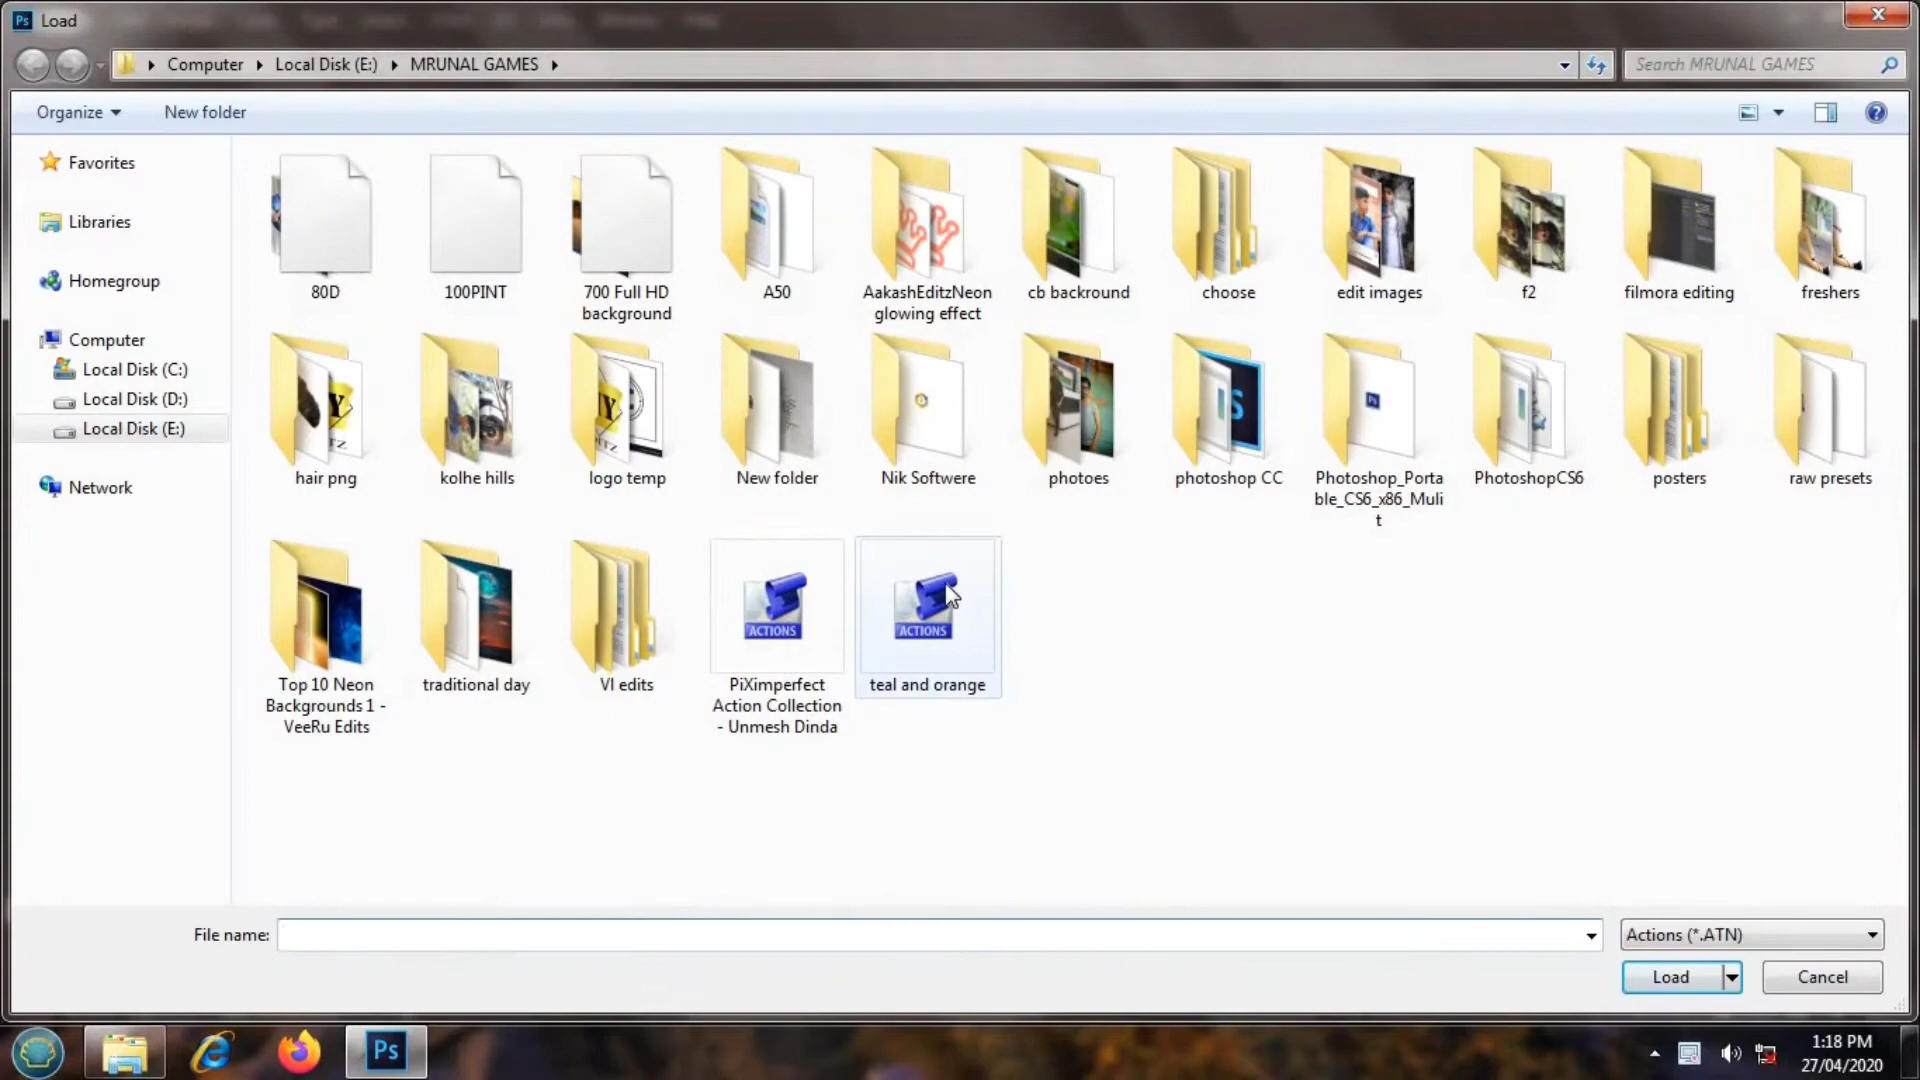 Ps Load
Computer Local Disk (E:) MRUNAL GAMES
Search MRUNAL GAMES
Organize New folder
Favorites
Libraries
Homegroup
Computer
Local Disk (C:)
Local Disk (D:)
Local Disk (E:)
Network
80D
100PINT
700 Full HD
background
A50
AakashEditzNeon
glowing effect
cb backround
choose
edit images
f2
filmora editing
freshers
hair png
kolhe hills
logo temp
New folder
Nik Softwere
photoes
photoshop CC
Photoshop_Porta
ble_CS6_x86_Muli
t
PhotoshopCS6
posters
raw presets
Top 10 Neon
Backgrounds 1 -
VeeRu Edits
traditional day
VI edits
ACTIONS
PiXimperfect
Action Collection
- Unmesh Dinda
ACTIONS
teal and orange
File name:
Actions (*.ATN)
Load
Cancel
Ps
1:18 PM
27/04/2020